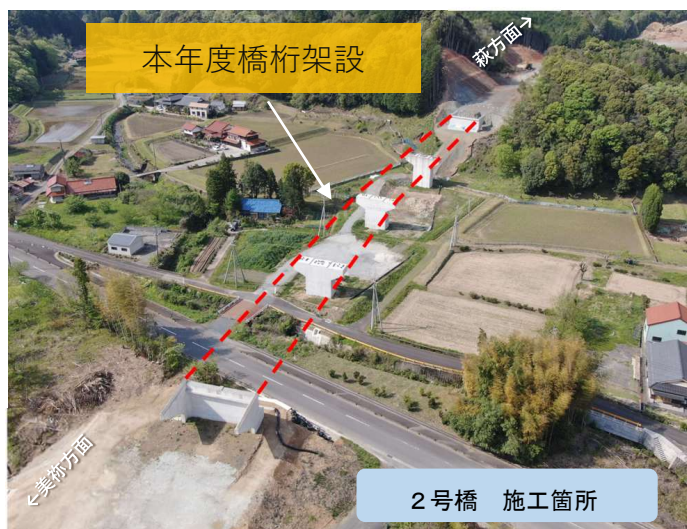 萩方面→
本年度橋桁架設
←美祢方面
２号橋　施工箇所